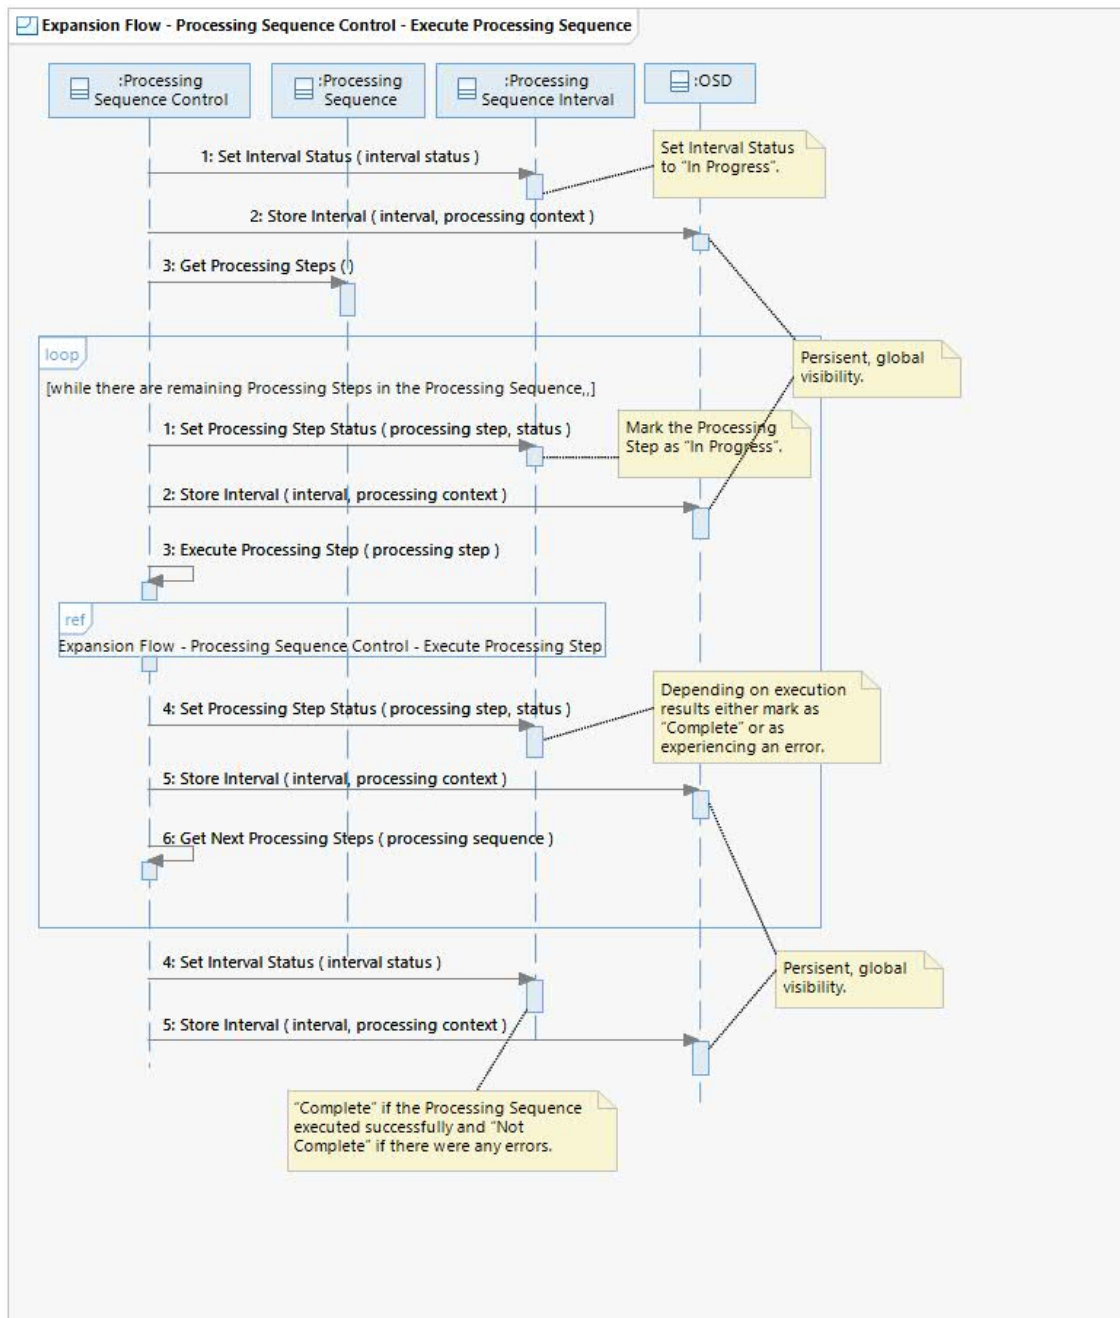 Expansion Flow - Processing Sequence Control - Execute Processing Sequence
:Processing
Sequence Control
:Processing
Sequence
:Processing
Sequence Interval
:OSD
Set Interval Status
to “In Progress”.
1: Set Interval Status ( interval status )
2: Store Interval ( interval, processing context )
3: Get Processing Steps ( )
loop
Persisent, global
visibility.
[while there are remaining Processing Steps in the Processing Sequence,,]
1: Set Processing Step Status ( processing step, status )
Mark the Processing
Step as “In Progress”.
2: Store Interval ( interval, processing context )
3: Execute Processing Step ( processing step )
ref
Expansion Flow - Processing Sequence Control - Execute Processing Step
Depending on execution
results either mark as
“Complete” or as
experiencing an error.
4: Set Processing Step Status ( processing step, status )
5: Store Interval ( interval, processing context )
6: Get Next Processing Steps ( processing sequence )
4: Set Interval Status ( interval status )
Persisent, global
visibility.
5: Store Interval ( interval, processing context )
“Complete” if the Processing Sequence
executed successfully and “Not
Complete” if there were any errors.